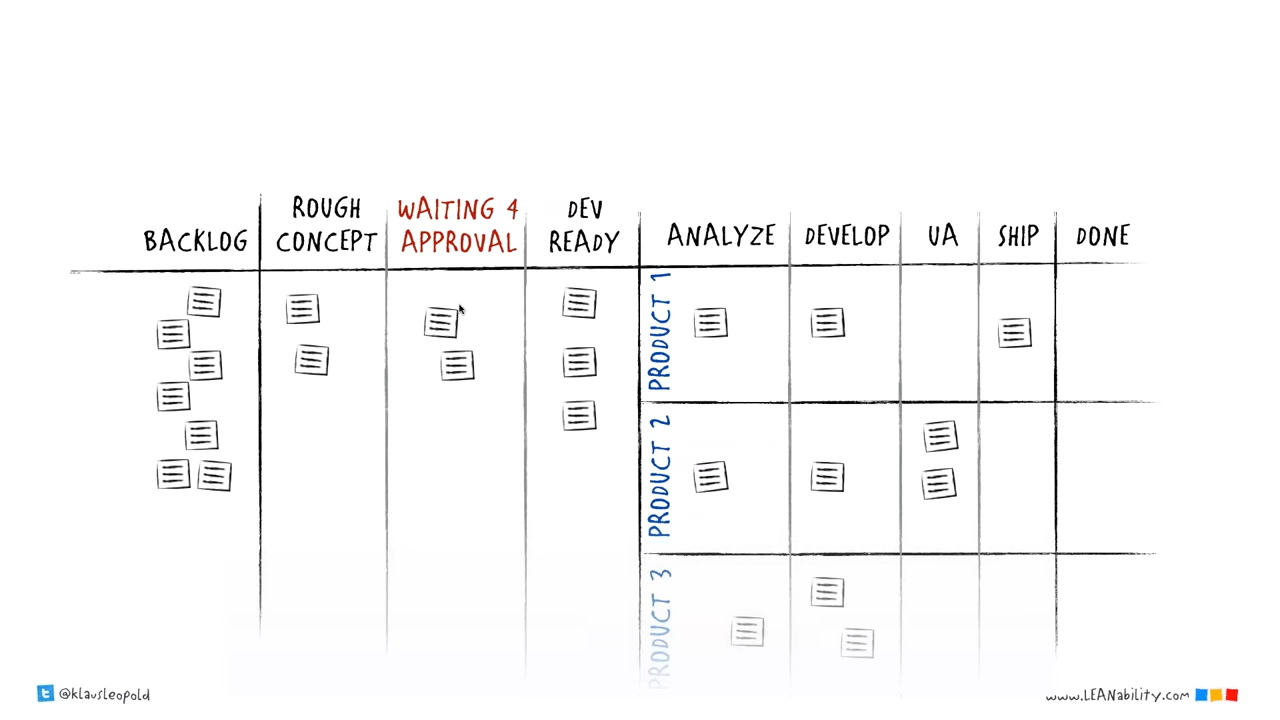 ROUGH
CONCEPT
WAITING 4
APPROVAL
DEV
READY
BACKLOG
ANALYZE
DEVELOP
UA
SHIP
DONE
PRODUCT 1
PRODUCT 2
PRODUCT 3
@klausleopold
www.LEANability.com